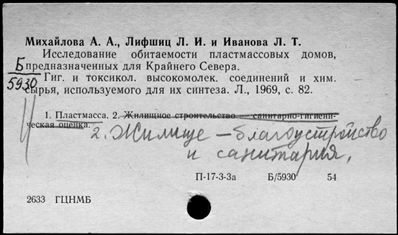 Михайлова А. А., Лифшиц Л. И. и Иванова Л. Т.
Исследование обитаемости пластмассовых домов,
Б предназначенных для Крайнего Севера.
5930 Гиг. и токсикол. высокомолек. соединений и хим.
сырья, используемого для их синтеза. Л., 1969, с. 82.
1. Пластмасса. 2. Жилищное строительство — санитарно-гигиени-
ческая оценка.
2. Жилище — благоустройство
и санитария.
П-17-3-3а Б/5930 54
2633 ГЦНМБ